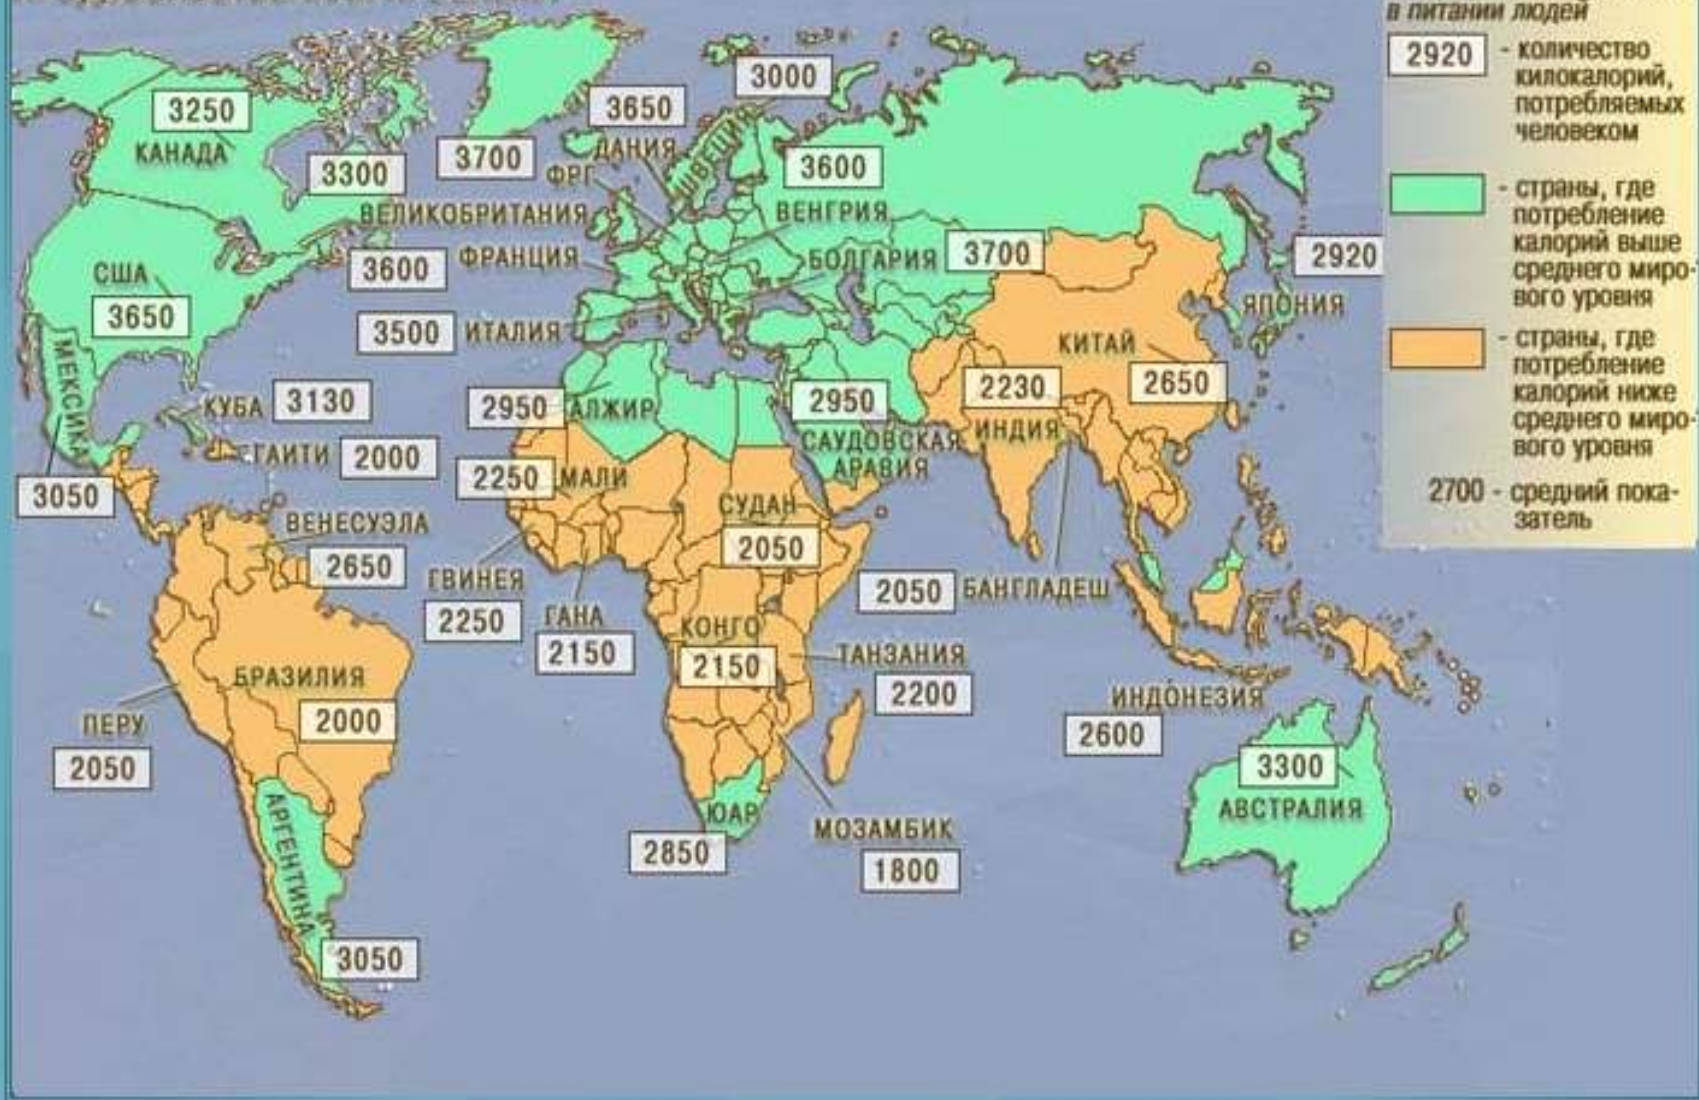 в питании людей
2920 - количество
килокалорий,
потребляемых
человеком
- страны, где
потребление
калорий выше
среднего миро-
вого уровня
- страны, где
потребление
калорий ниже
среднего миро-
вого уровня
2700 - средний пока-
затель
3000
3650
3250
КАНАДА
3300
3700
ДАНИЯ
ФРГ
ШВЕЦИЯ
3600
ВЕЛИКОБРИТАНИЯ
ВЕНГРИЯ
3600
ФРАНЦИЯ
БОЛГАРИЯ
3700
2920
США
3650
3500
ИТАЛИЯ
ЯПОНИЯ
МЕКСИКА
3050
КУБА
3130
ГАИТИ
2000
2950
АЛЖИР
2950
САУДОВСКАЯ
АРАВИЯ
2230
ИНДИЯ
КИТАЙ
2650
2250
МАЛИ
СУДАН
2050
ВЕНЕСУЭЛА
2650
ГВИНЕЯ
2250
ГАНА
2150
КОНГО
2150
2050
БАНГЛАДЕШ
ТАНЗАНИЯ
2200
БРАЗИЛИЯ
2000
ПЕРУ
2050
ИНДОНЕЗИЯ
2600
3300
АВСТРАЛИЯ
АРГЕНТИНА
3050
ЮАР
2850
МОЗАМБИК
1800